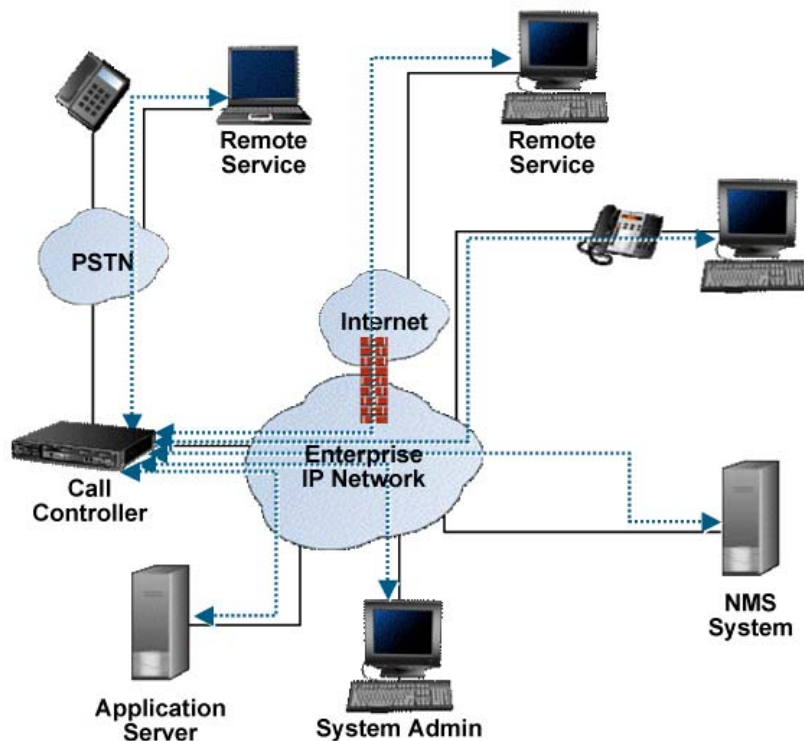 Remote
Service
Remote
Service
PSTN
Internet
Enterprise
IP Network
Call
Controller
NMS
System
Application
Server
System Admin